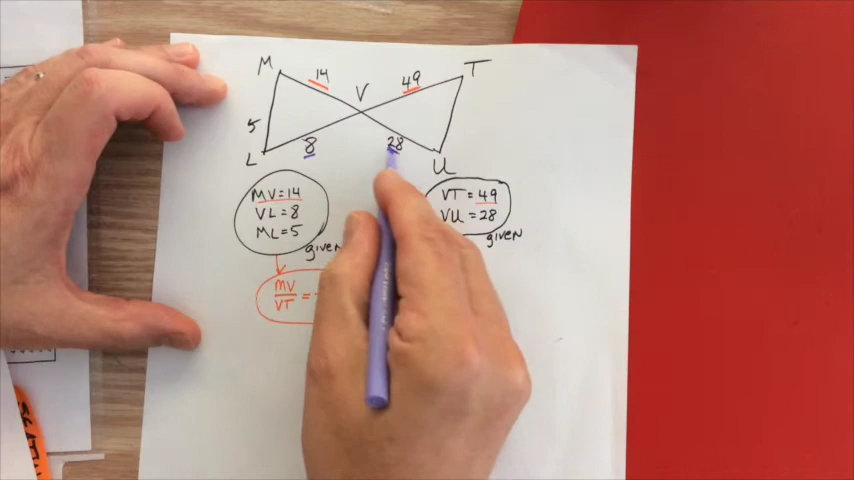 M
14
V
49
T
5
8
28
L
U
MV=14
VL=8
ML=5
given
VT=49
VU=28
given
MV
VT =